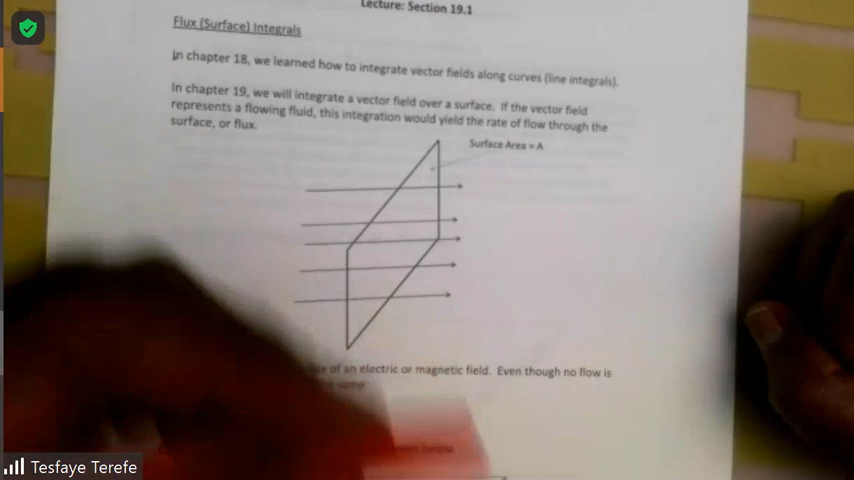 Lecture: Section 19.1
Flux (Surface) Integrals
In chapter 18, we learned how to integrate vector fields along curves (line integrals).
In chapter 19, we will integrate a vector field over a surface. If the vector field
represents a flowing fluid, this integration would yield the rate of flow through the
surface, or flux.
Surface Area = A
of an electric or magnetic field. Even though no flow is
same
Tesfaye Terefe